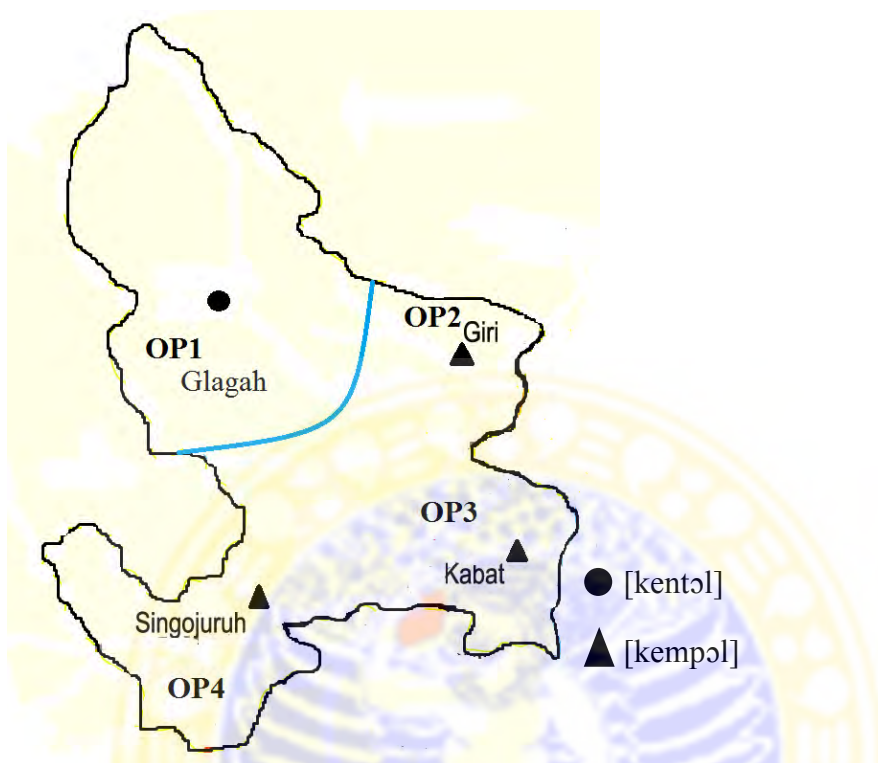 OP2
Giri
OP1
Glagah
OP3
Kabat
[kentɔl]
Singojuruh
[kempɔl]
OP4